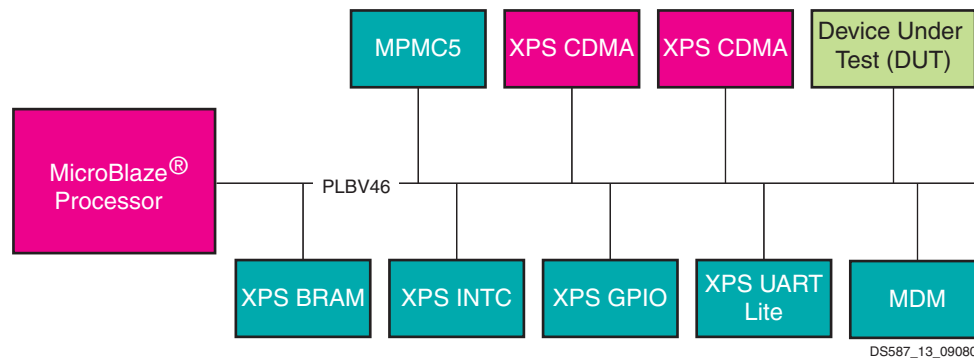 MPMC5
XPS CDMA
XPS CDMA
Device Under
Test (DUT)
MicroBlaze®
Processor
PLBV46
XPS BRAM
XPS INTC
XPS GPIO
XPS UART
Lite
MDM
DS587_13_09080